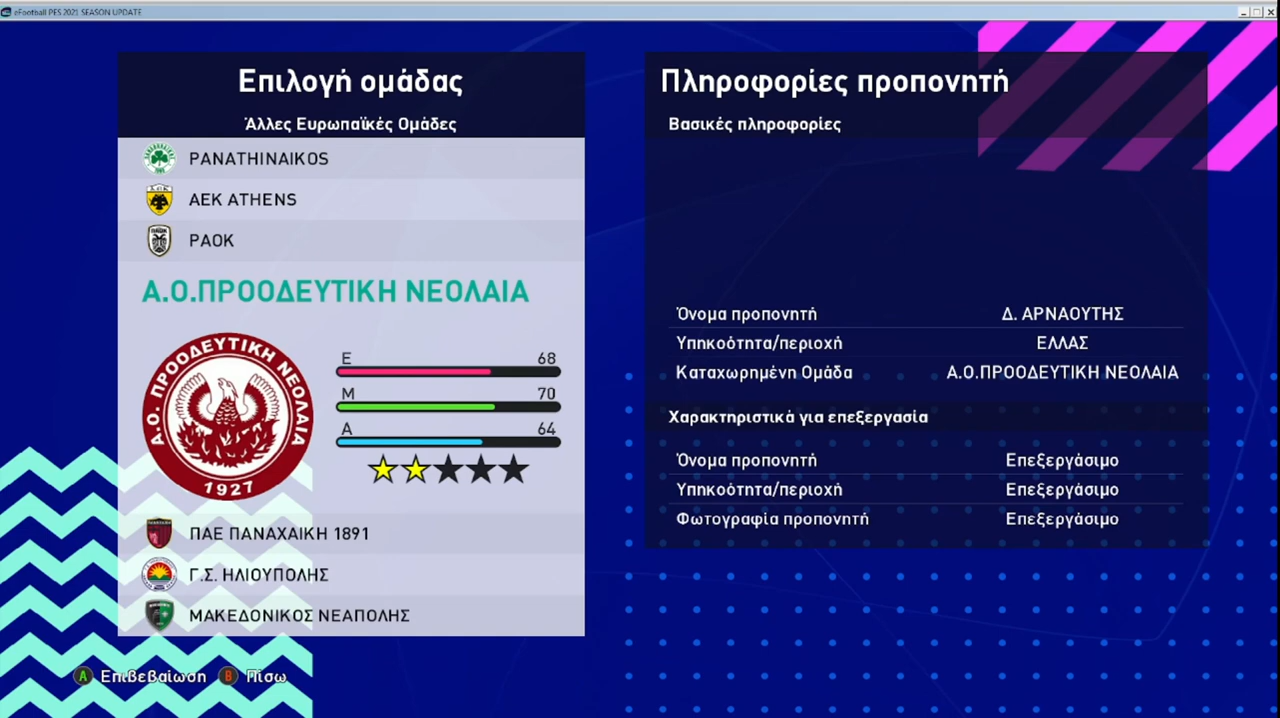 eFootball PES 2021 SEASON UPDATE
Επιλογή ομάδας
Άλλες Ευρωπαϊκές Ομάδες
PANATHINAIKOS
AEK ATHENS
PAOK
Α.Ο.ΠΡΟΟΔΕΥΤΙΚΗ ΝΕΟΛΑΙΑ
Α.Ο. ΠΡΟΟΔΕΥΤΙΚΗ ΝΕΟΛΑΙΑ
1927
Ε 68
Μ 70
Α 64
ΠΑΕ ΠΑΝΑΧΑΙΚΗ 1891
Γ.Σ. ΗΛΙΟΥΠΟΛΗΣ
ΜΑΚΕΔΟΝΙΚΟΣ ΝΕΑΠΟΛΗΣ
A Επιβεβαίωση B Πίσω
Πληροφορίες προπονητή
Βασικές πληροφορίες
Όνομα προπονητή Δ. ΑΡΝΑΟΥΤΗΣ
Υπηκοότητα/περιοχή ΕΛΛΑΣ
Καταχωρημένη Ομάδα Α.Ο.ΠΡΟΟΔΕΥΤΙΚΗ ΝΕΟΛΑΙΑ
Χαρακτηριστικά για επεξεργασία
Όνομα προπονητή Επεξεργάσιμο
Υπηκοότητα/περιοχή Επεξεργάσιμο
Φωτογραφία προπονητή Επεξεργάσιμο